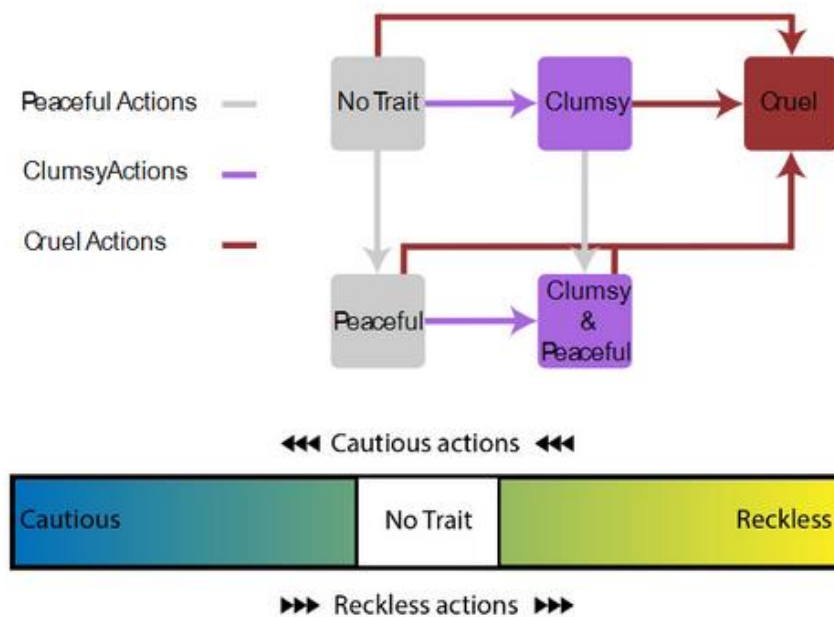 No Trait
Clumsy
Cruel
Peaceful Actions
ClumsyActions
Cruel Actions
Peaceful
Clumsy
&
Peaceful
Cautious actions
Cautious
No Trait
Reckless
Reckless actions